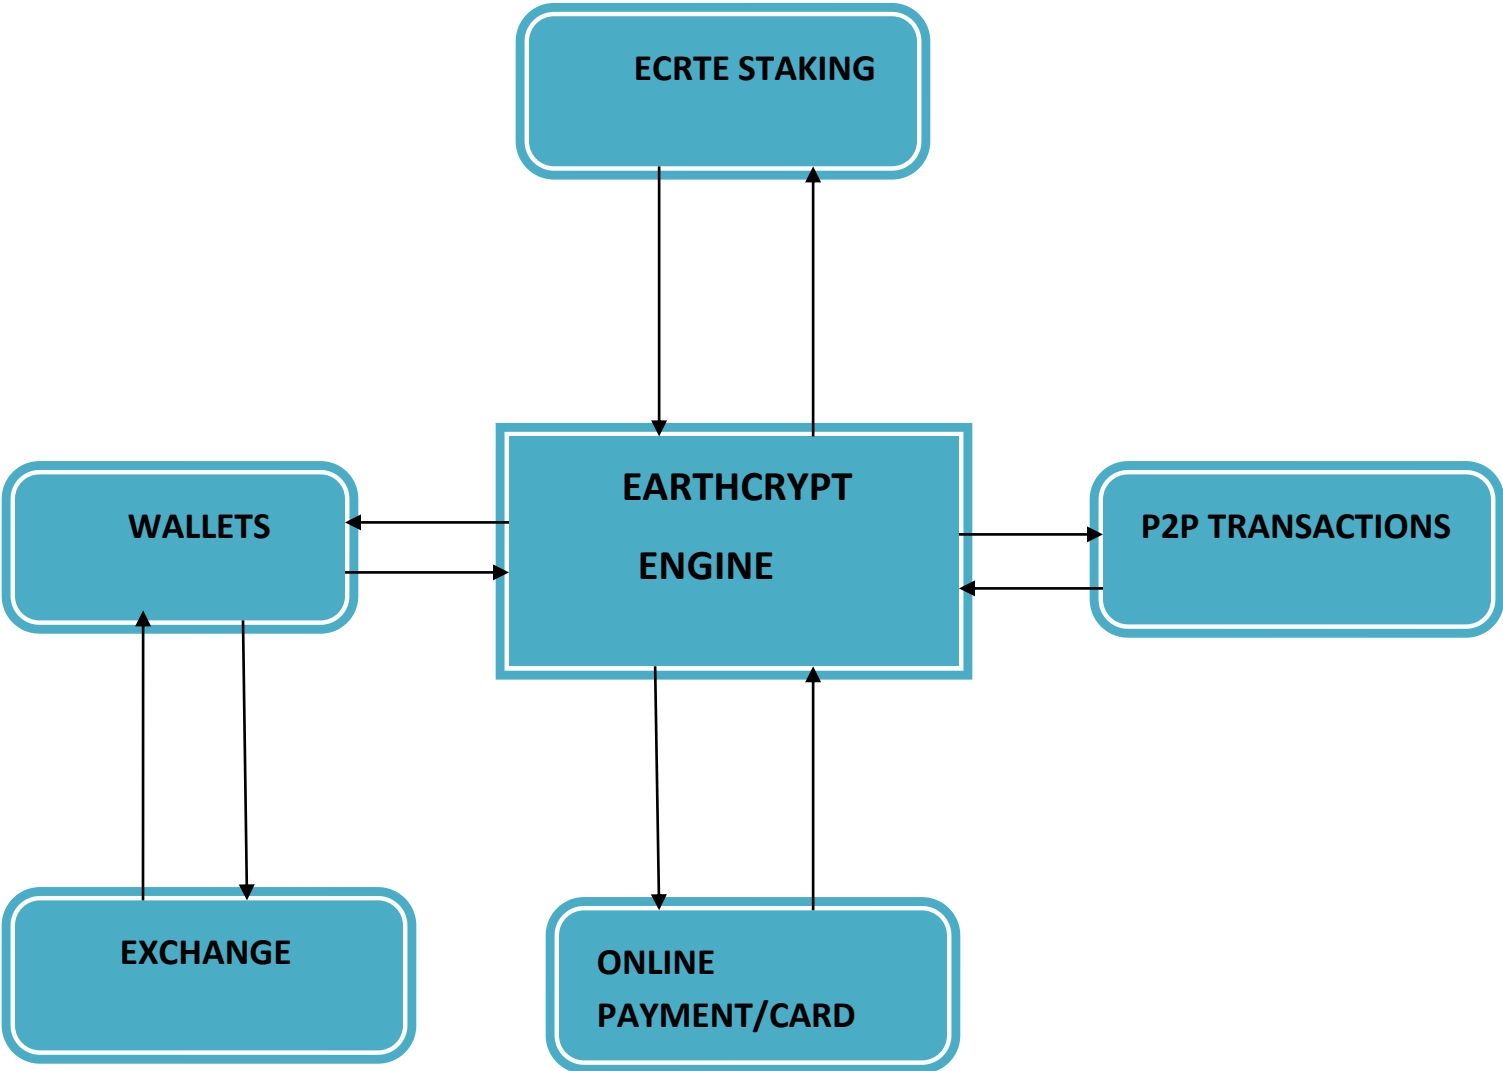 ECRTE STAKING
EARTHCRYPT
ENGINE
WALLETS
P2P TRANSACTIONS
EXCHANGE
ONLINE
PAYMENT/CARD